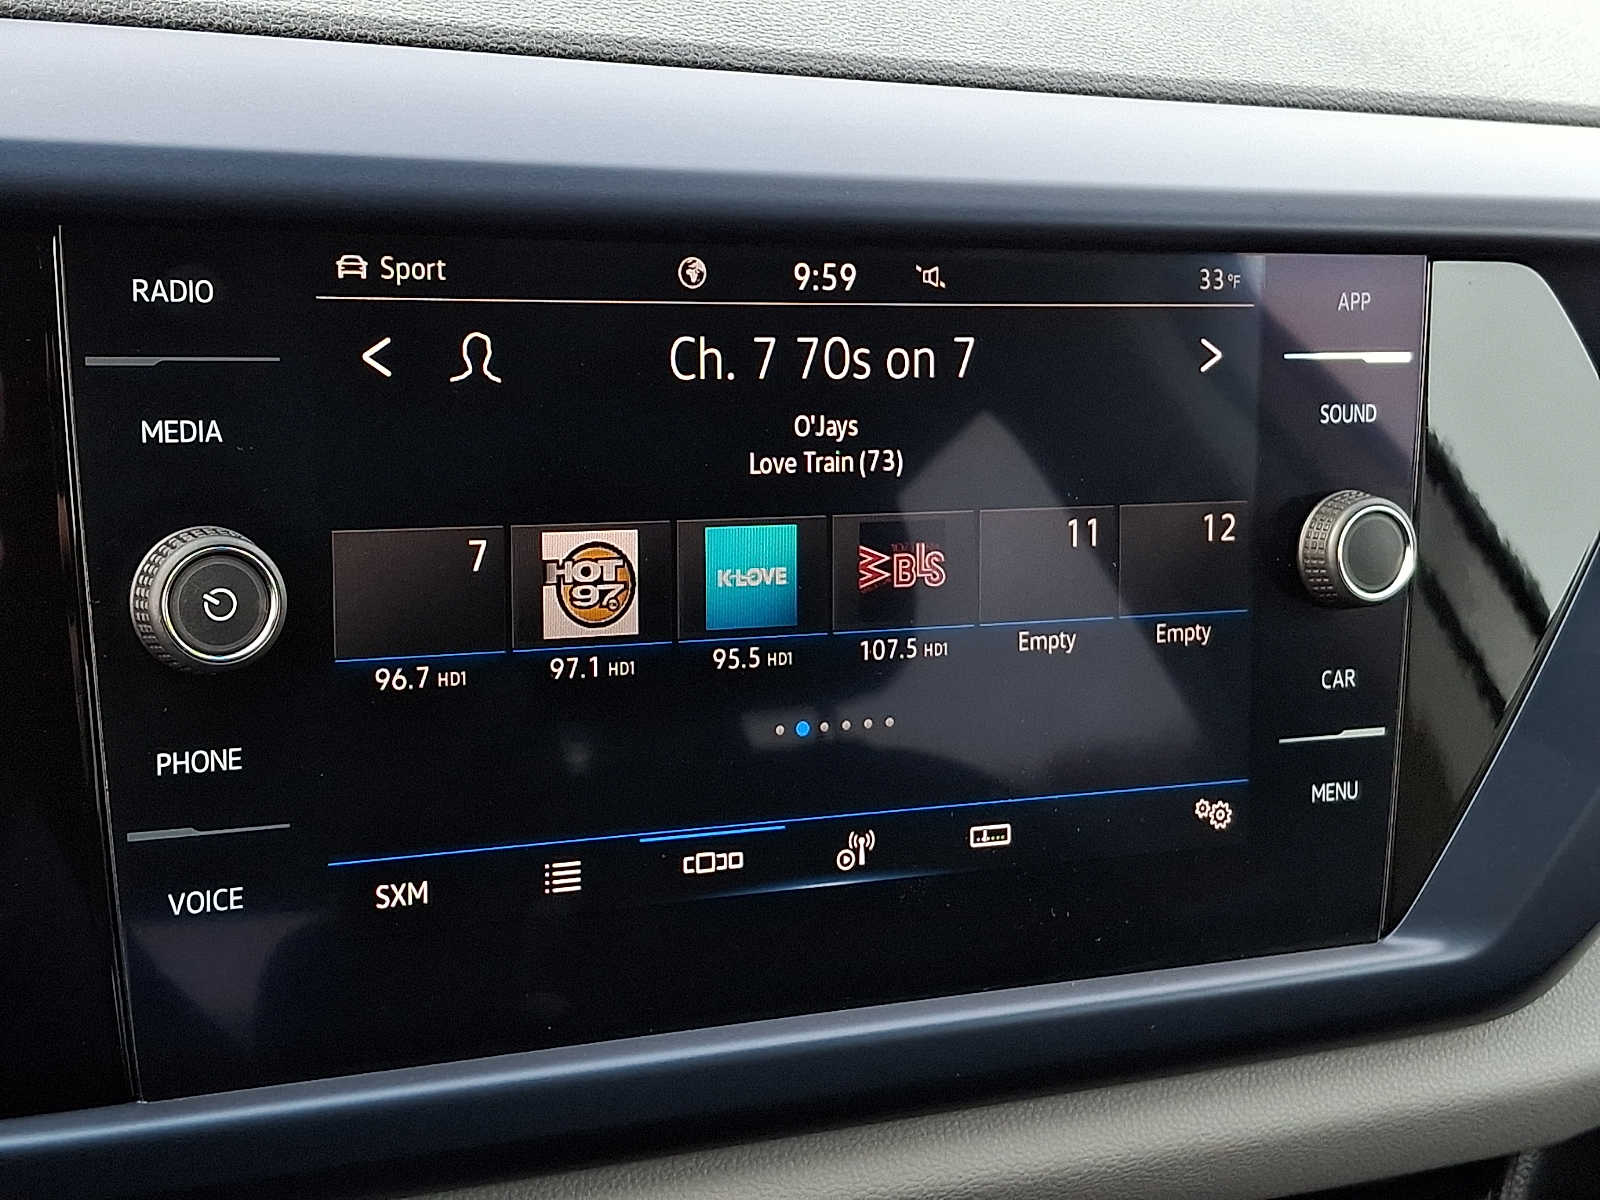 RADIO
MEDIA
PHONE
VOICE
Sport
9:59
33°F
Ch. 7 70s on 7
O'Jays
Love Train (73)
7
HOT
97
K-LOVE
WBLS
11
12
96.7 HD1
97.1 HD1
95.5 HD1
107.5 HD1
Empty
Empty
SXM
APP
SOUND
CAR
MENU